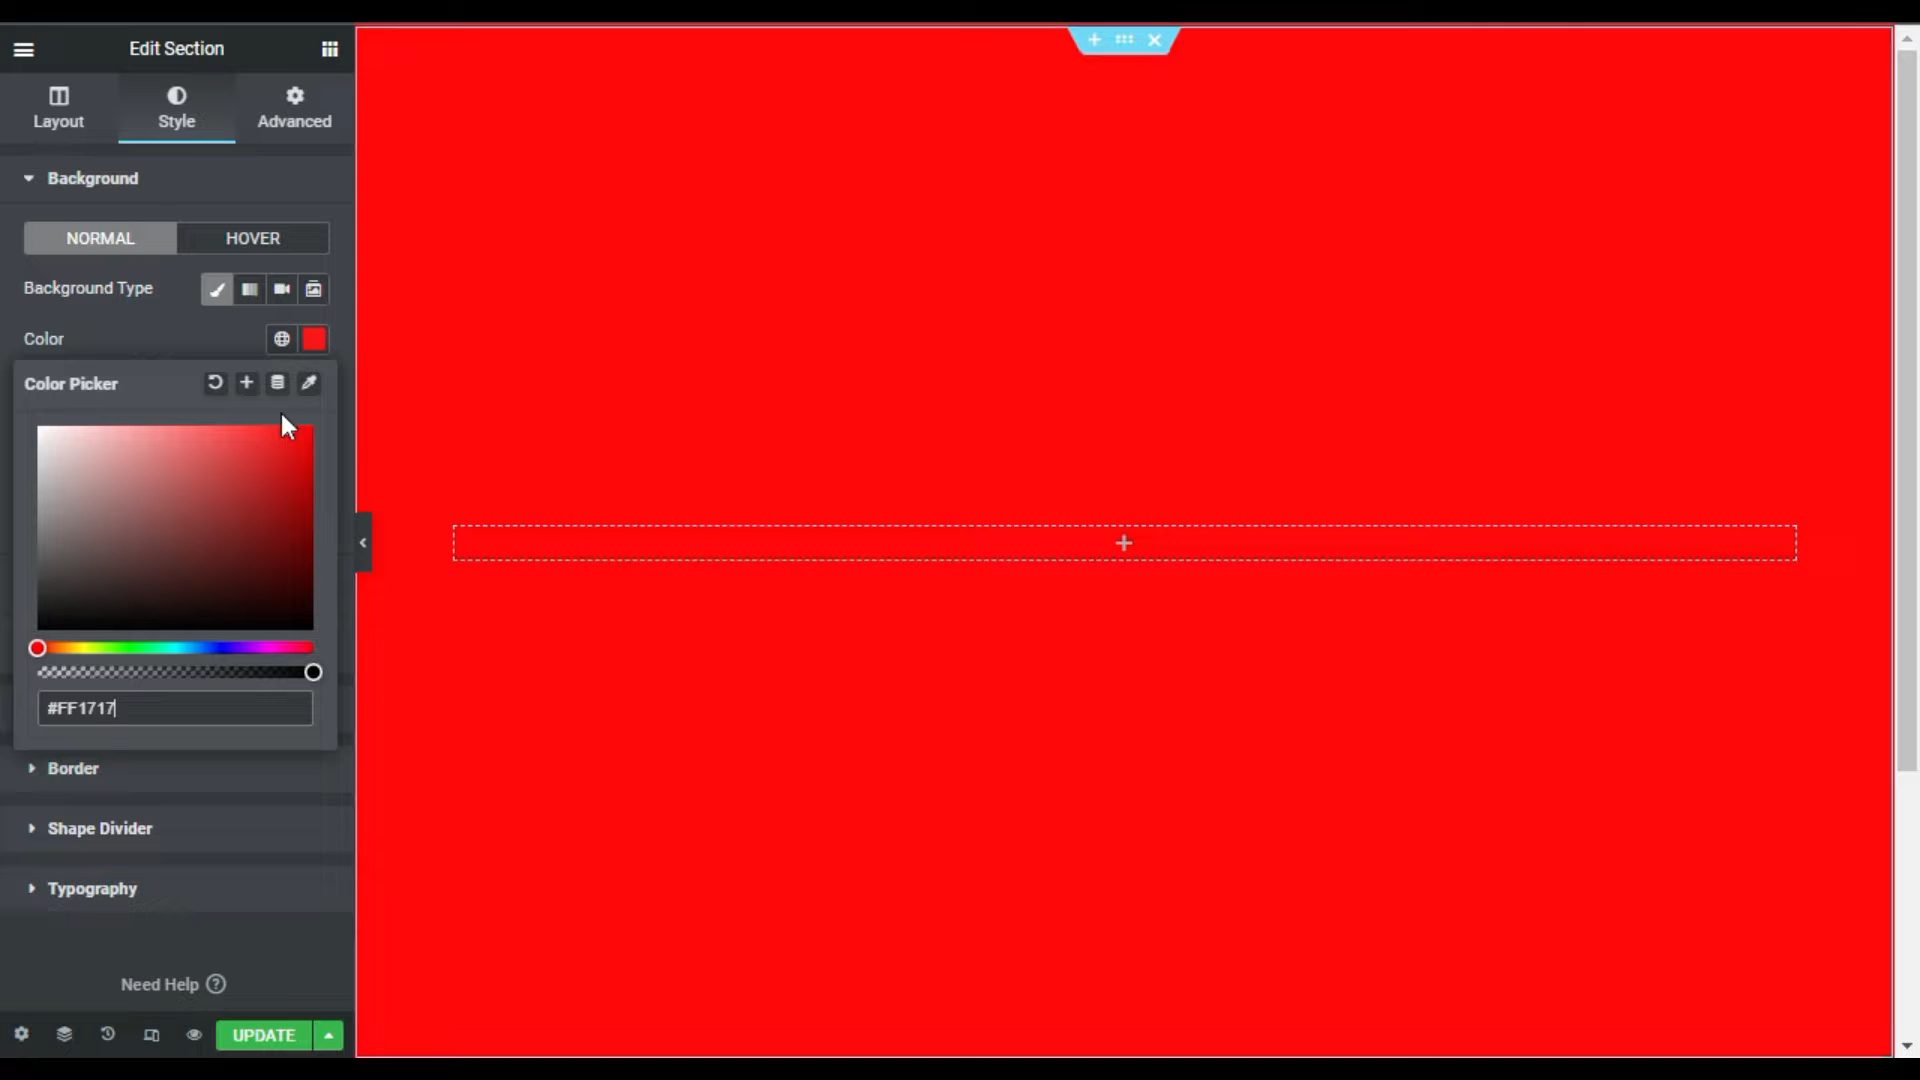 Edit Section
Layout
Style
Advanced
Background
NORMAL
HOVER
Background Type
Color
Color Picker
#FF1717
Border
Shape Divider
Typography
Need Help
UPDATE